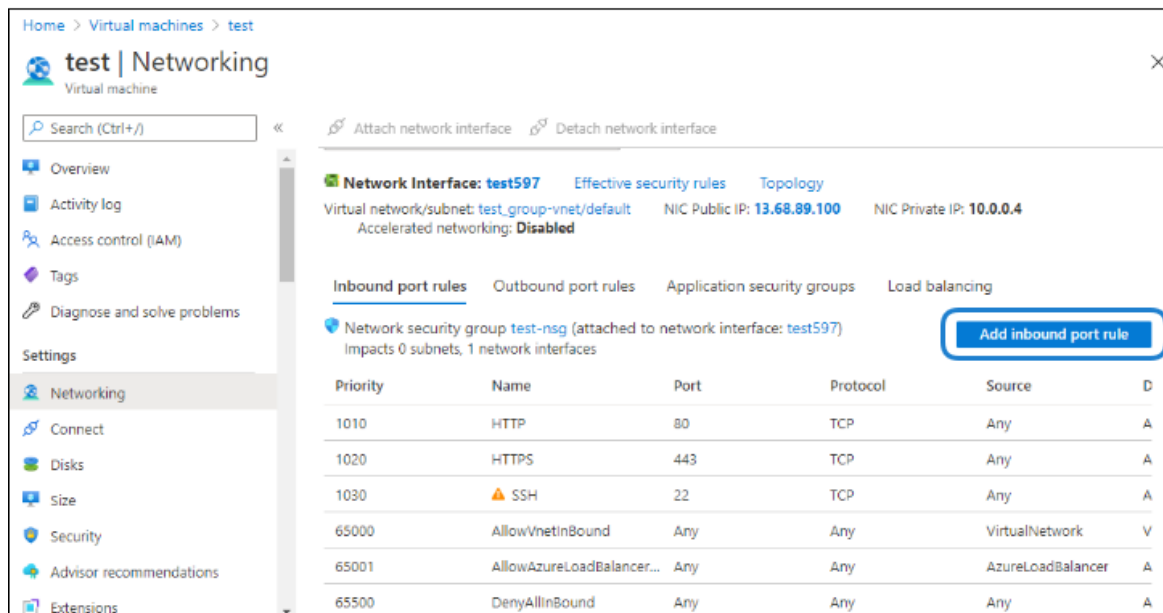 Home > Virtual machines > test
test | Networking
Virtual machine
Search (Ctrl+/)
Attach network interface Detach network interface
Overview
Activity log
Access control (IAM)
Tags
Diagnose and solve problems
Settings
Networking
Connect
Disks
Size
Security
Advisor recommendations
Extensions
Network Interface: test597 Effective security rules Topology
Virtual network/subnet: test_group-vnet/default NIC Public IP: 13.68.89.100 NIC Private IP: 10.0.0.4
Accelerated networking: Disabled
Inbound port rules Outbound port rules Application security groups Load balancing
Network security group test-nsg (attached to network interface: test597)
Impacts 0 subnets, 1 network interfaces
Add inbound port rule
Priority Name Port Protocol Source D
1010 HTTP 80 TCP Any A
1020 HTTPS 443 TCP Any A
1030 SSH 22 TCP Any A
65000 AllowVnetInBound Any Any VirtualNetwork V
65001 AllowAzureLoadBalancer... Any Any AzureLoadBalancer A
65500 DenyAllInBound Any Any Any A